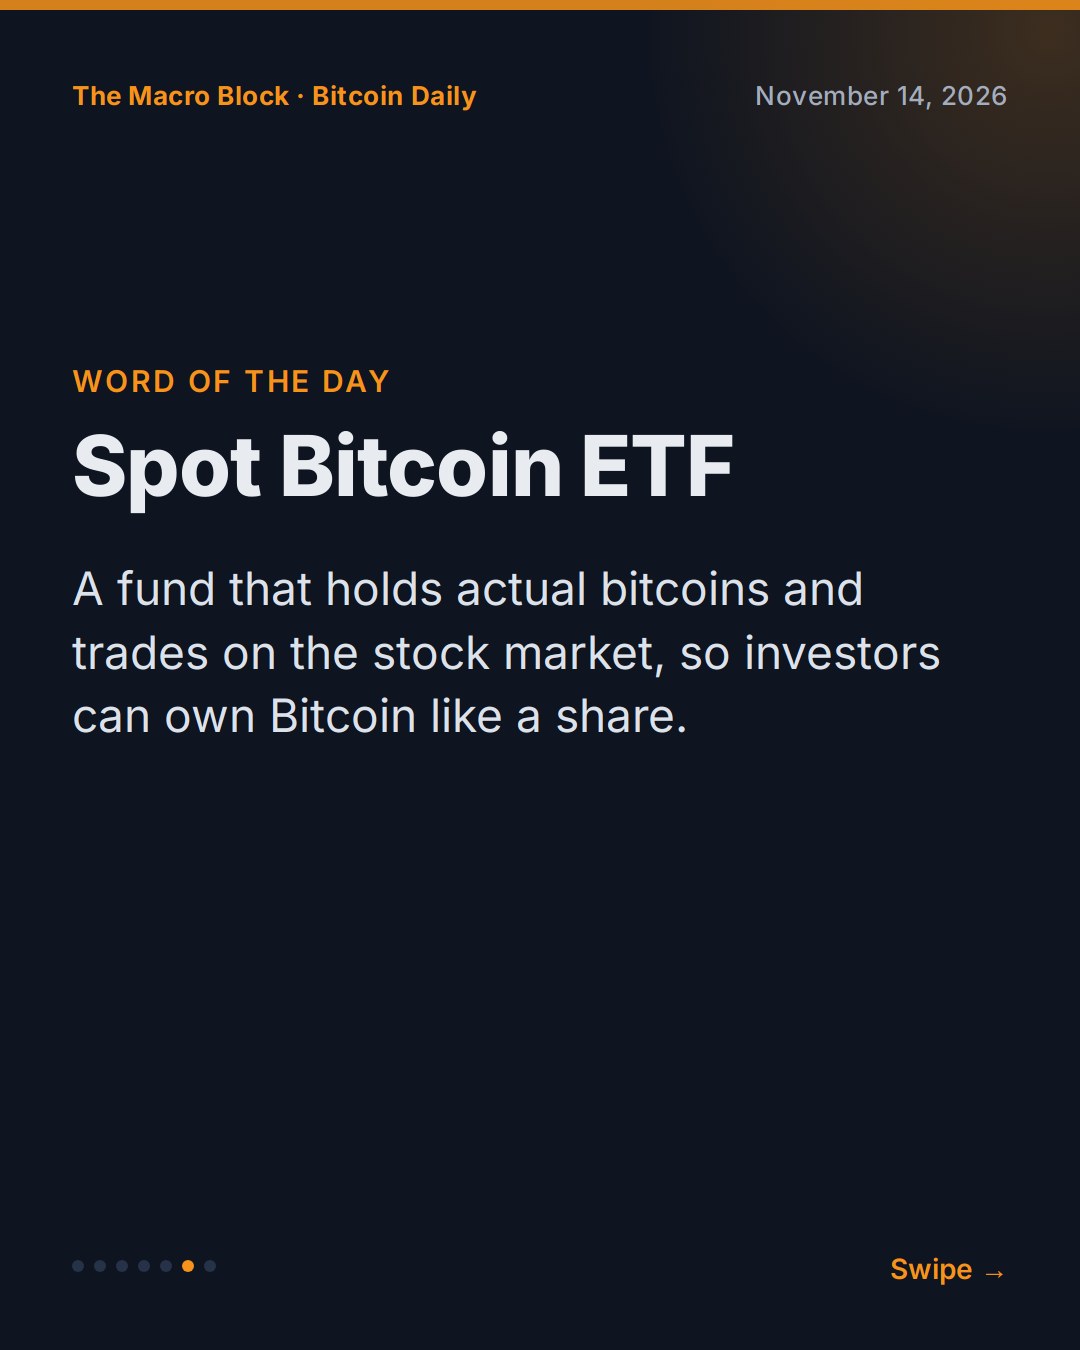 The Macro Block · Bitcoin Daily
November 14, 2026
WORD OF THE DAY
Spot Bitcoin ETF
A fund that holds actual bitcoins and
trades on the stock market, so investors
can own Bitcoin like a share.
Swipe →